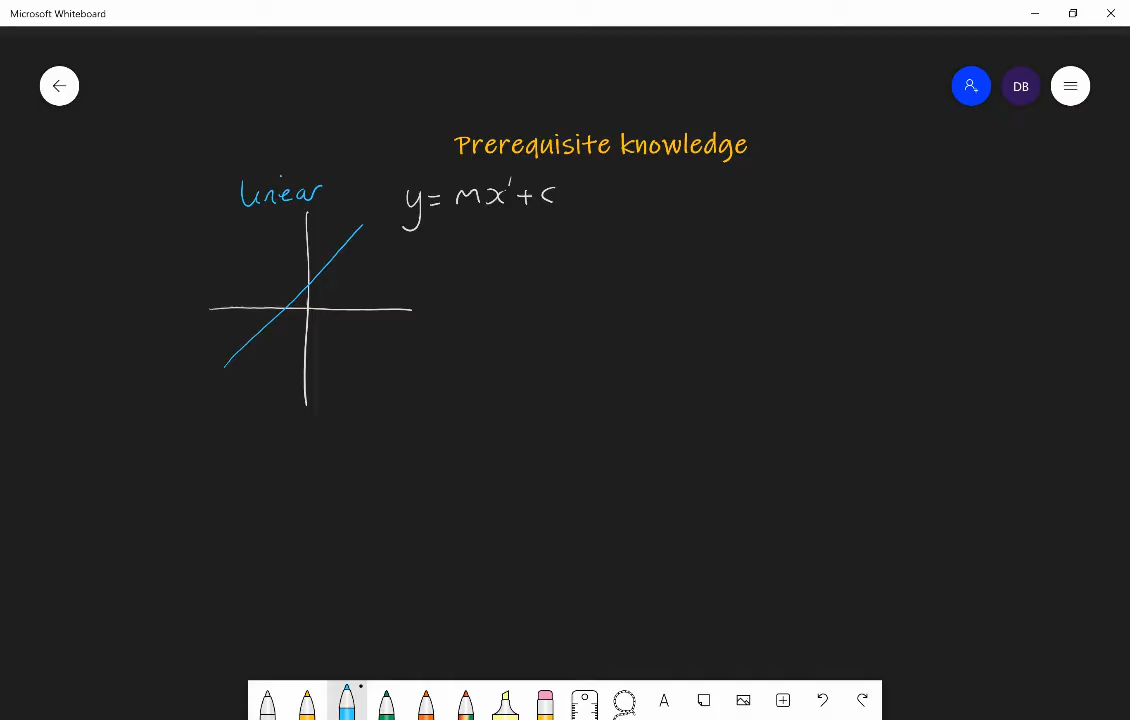 Microsoft Whiteboard
DB
Prerequisite knowledge
linear
y = mx¹ + c
A